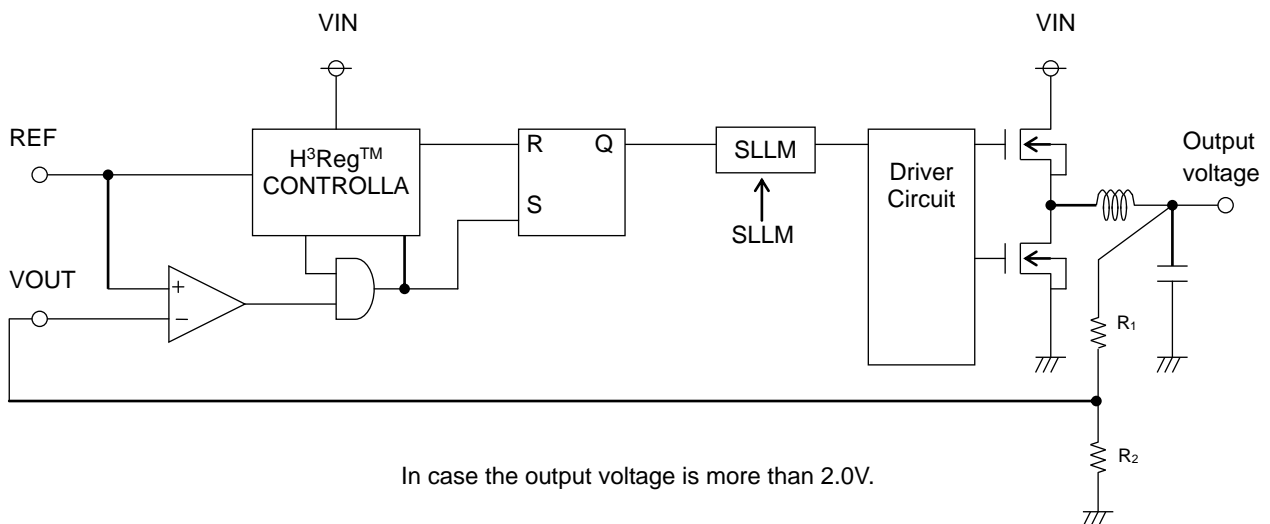 VIN
VIN
REF
H³Reg™
CONTROLLA
R
Q
S
SLLM
SLLM
Driver
Circuit
Output
voltage
VOUT
+
−
R₁
R₂
In case the output voltage is more than 2.0V.